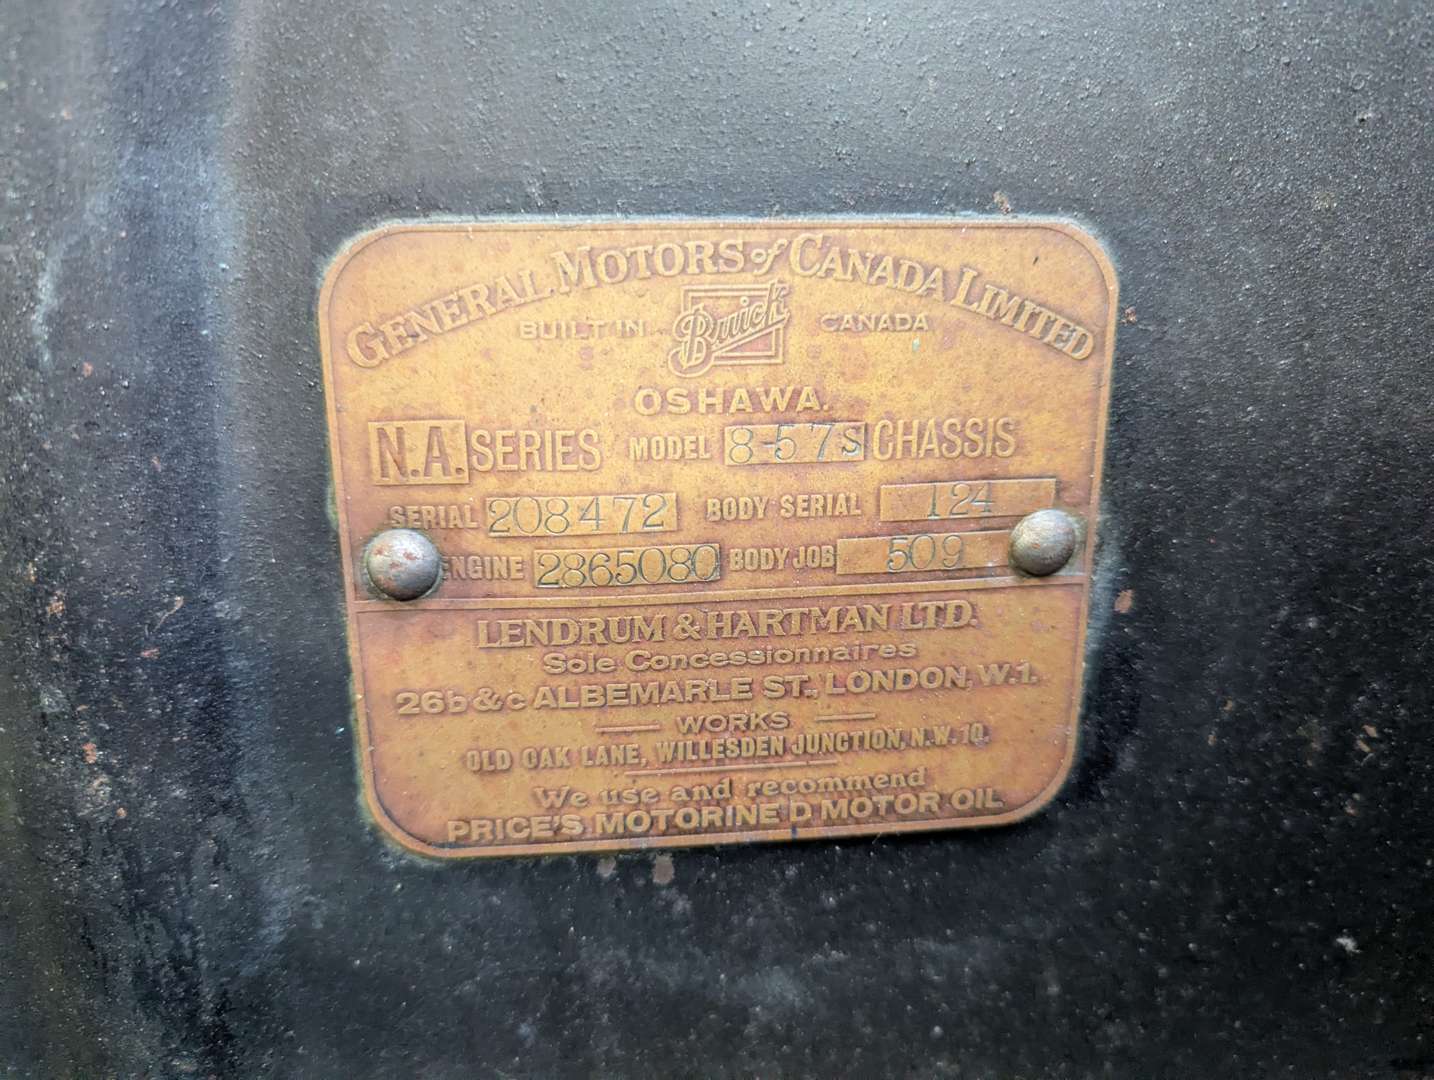 GENERAL MOTORS of CANADA LIMITED
BUILT IN Buick CANADA
OSHAWA.
N.A. SERIES MODEL 8-57S CHASSIS
SERIAL 208472 BODY SERIAL 124
ENGINE 2865080 BODY JOB 509
LENDRUM & HARTMAN LTD.
Sole Concessionnaires
26b & c ALBEMARLE ST., LONDON, W.1.
WORKS
OLD OAK LANE, WILLESDEN JUNCTION, N.W.10.
We use and recommend
PRICE'S MOTORINE D MOTOR OIL